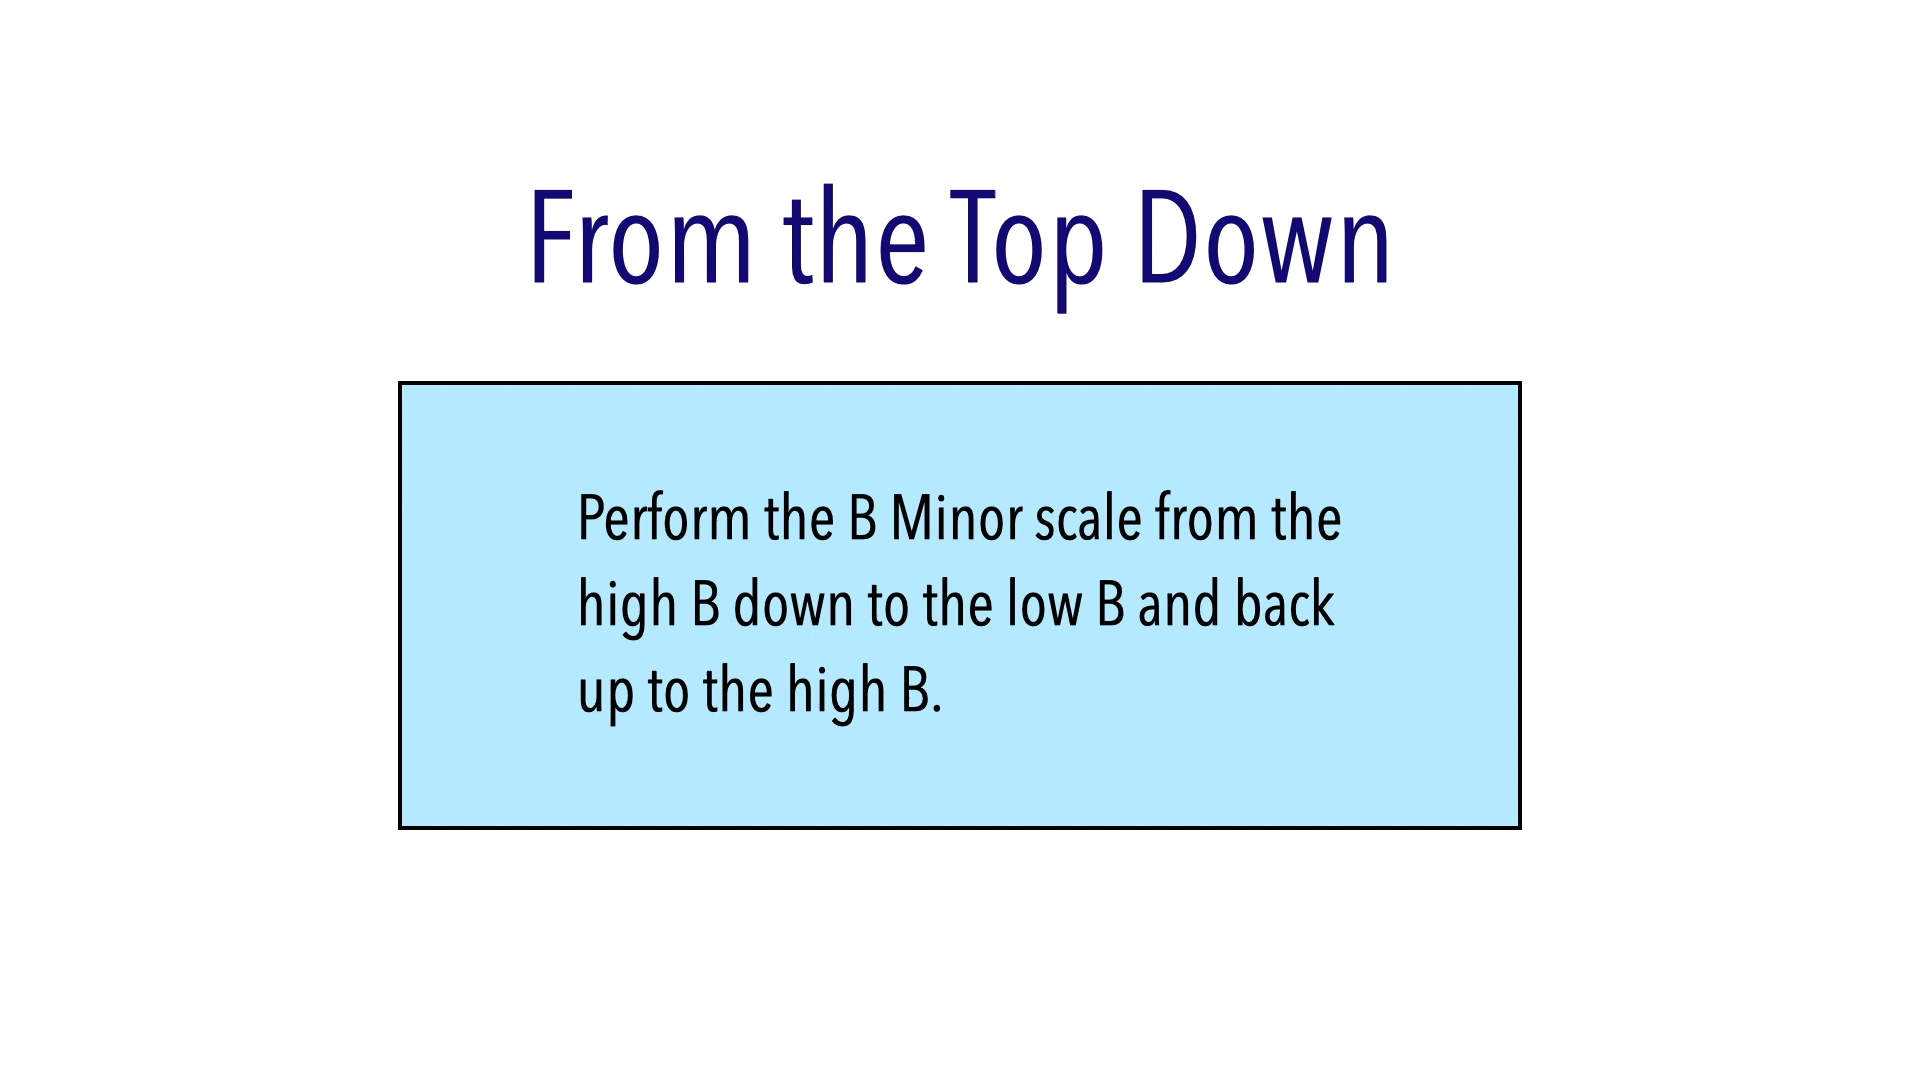 From the Top Down
Perform the B Minor scale from the
high B down to the low B and back
up to the high B.